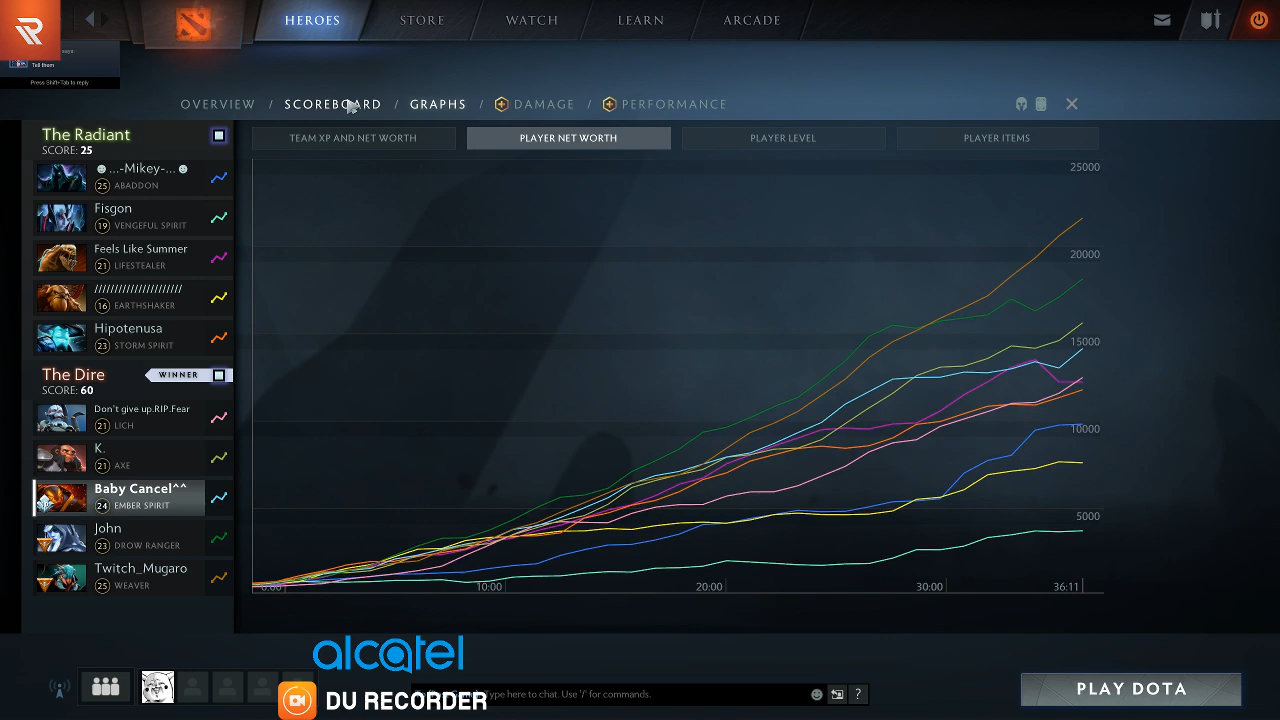 HEROES
STORE
WATCH
LEARN
ARCADE
Tell them
Press Shift+Tab to reply
OVERVIEW / SCOREBOARD / GRAPHS / DAMAGE / PERFORMANCE
The Radiant
SCORE: 25
☻...-Mikey-...☻
25 ABADDON
Fisgon
19 VENGEFUL SPIRIT
Feels Like Summer
21 LIFESTEALER
//////////////////////
16 EARTHSHAKER
Hipotenusa
23 STORM SPIRIT
The Dire
WINNER
SCORE: 60
Don't give up.RIP.Fear
21 LICH
K.
21 AXE
Baby Cancel^^
24 EMBER SPIRIT
John
23 DROW RANGER
Twitch_Mugaro
25 WEAVER
TEAM XP AND NET WORTH
PLAYER NET WORTH
PLAYER LEVEL
PLAYER ITEMS
25000
20000
15000
10000
5000
0:00
10:00
20:00
30:00
36:11
alcatel
DU RECORDER
Type here to chat. Use '/' for commands.
?
PLAY DOTA